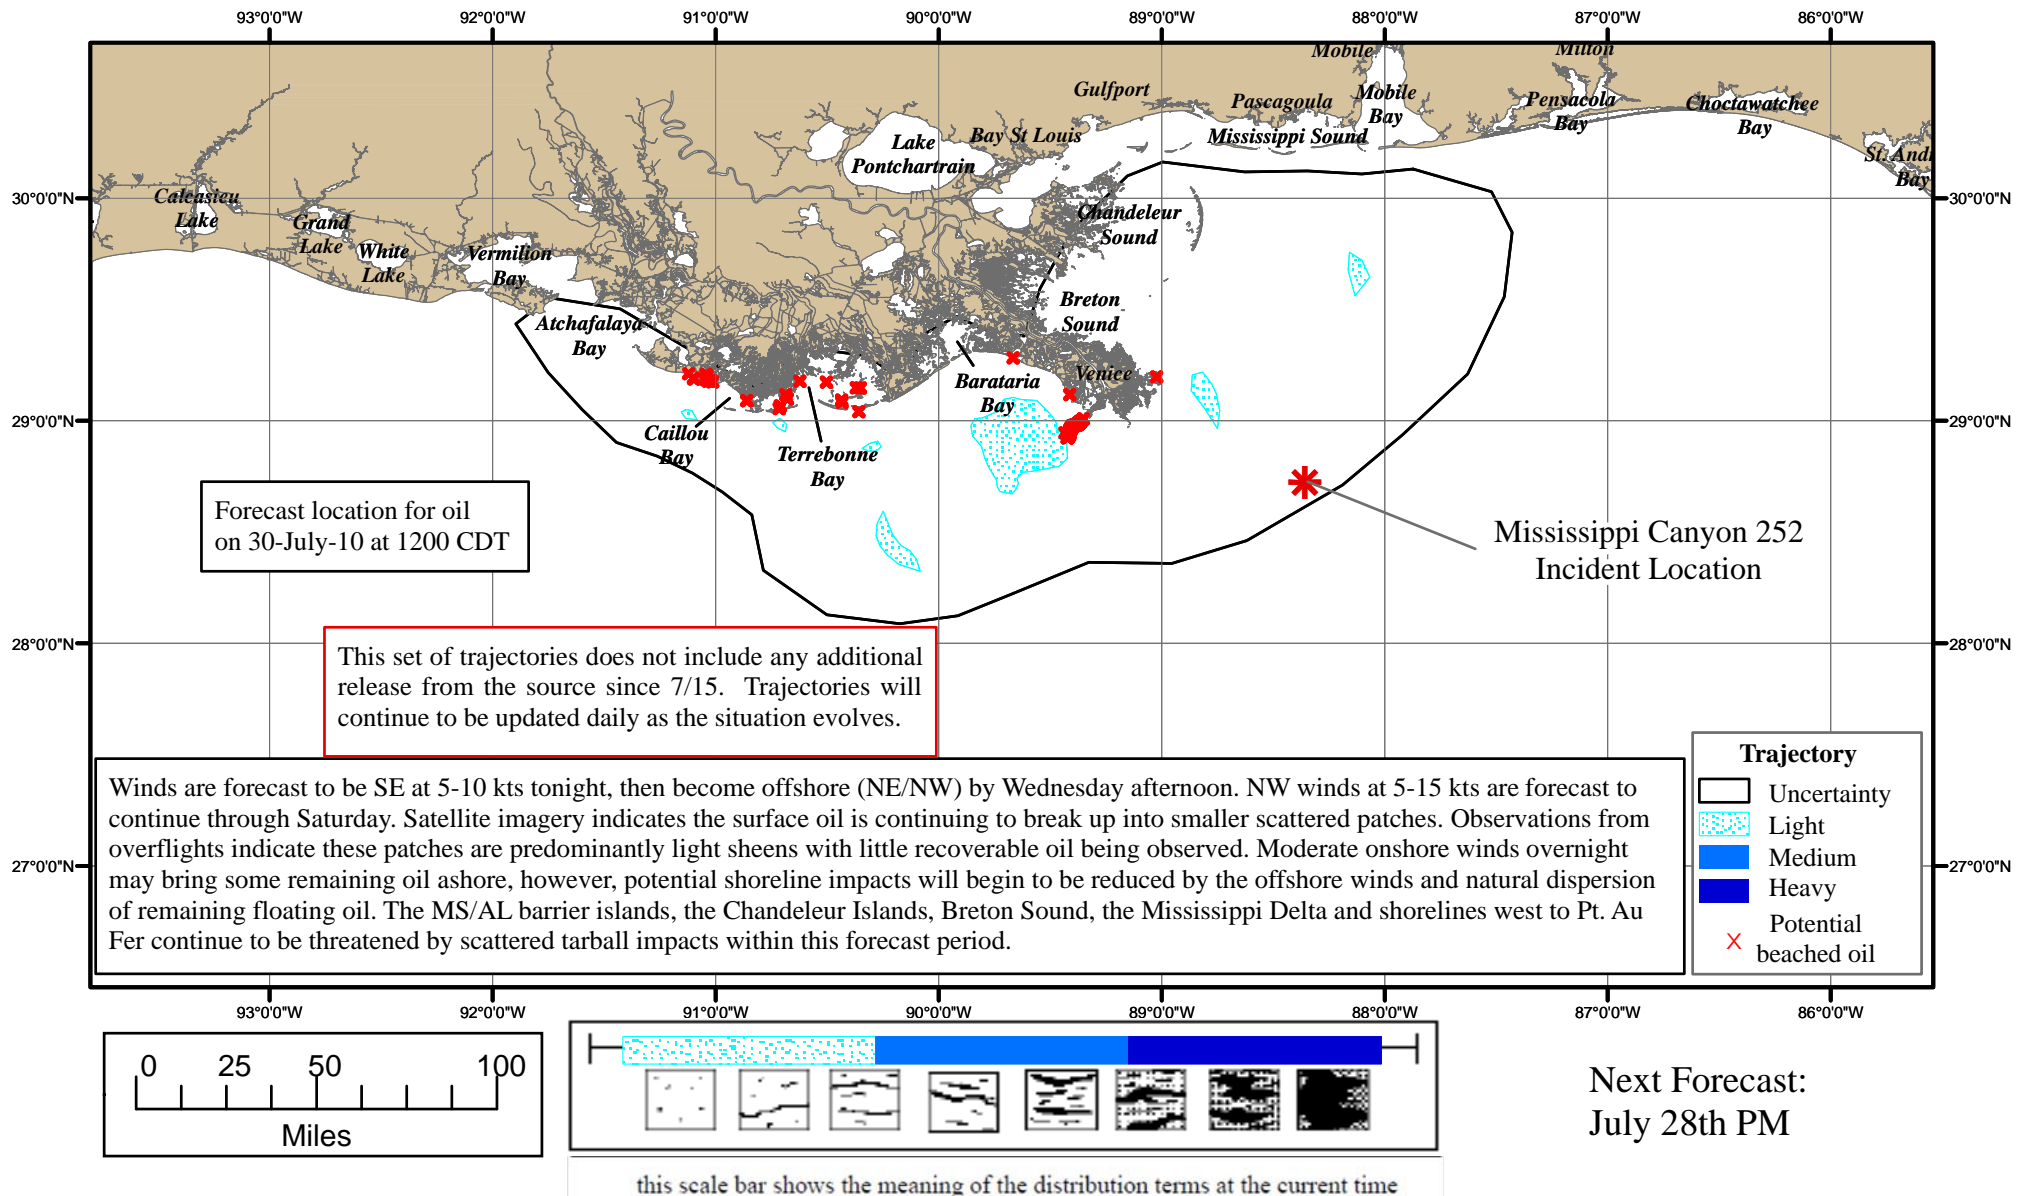 93°0'0"W 92°0'0"W 91°0'0"W 90°0'0"W 89°0'0"W 88°0'0"W 87°0'0"W 86°0'0"W
Mobile
Milton
Gulfport
Pascagoula
Mobile
Bay
Pensacola
Bay
Choctawatchee
Bay
Bay St Louis
Mississippi Sound
Lake
Pontchartrain
St. Andr
Bay
30°0'0"N
30°0'0"N
Calcasieu
Lake
Grand
Lake
White
Lake
Vermilion
Bay
Chandeleur
Sound
Breton
Sound
Atchafalaya
Bay
Venice
Barataria
Bay
29°0'0"N
29°0'0"N
Caillou
Bay
Terrebonne
Bay
Forecast location for oil
on 30-July-10 at 1200 CDT
Mississippi Canyon 252
Incident Location
28°0'0"N
28°0'0"N
This set of trajectories does not include any additional
release from the source since 7/15. Trajectories will
continue to be updated daily as the situation evolves.
Winds are forecast to be SE at 5-10 kts tonight, then become offshore (NE/NW) by Wednesday afternoon. NW winds at 5-15 kts are forecast to
continue through Saturday. Satellite imagery indicates the surface oil is continuing to break up into smaller scattered patches. Observations from
overflights indicate these patches are predominantly light sheens with little recoverable oil being observed. Moderate onshore winds overnight
may bring some remaining oil ashore, however, potential shoreline impacts will begin to be reduced by the offshore winds and natural dispersion
of remaining floating oil. The MS/AL barrier islands, the Chandeleur Islands, Breton Sound, the Mississippi Delta and shorelines west to Pt. Au
Fer continue to be threatened by scattered tarball impacts within this forecast period.
Trajectory
Uncertainty
Light
Medium
Heavy
Potential
beached oil
27°0'0"N
27°0'0"N
93°0'0"W 92°0'0"W 91°0'0"W 90°0'0"W 89°0'0"W 88°0'0"W 87°0'0"W 86°0'0"W
0 25 50 100
Miles
Next Forecast:
July 28th PM
this scale bar shows the meaning of the distribution terms at the current time